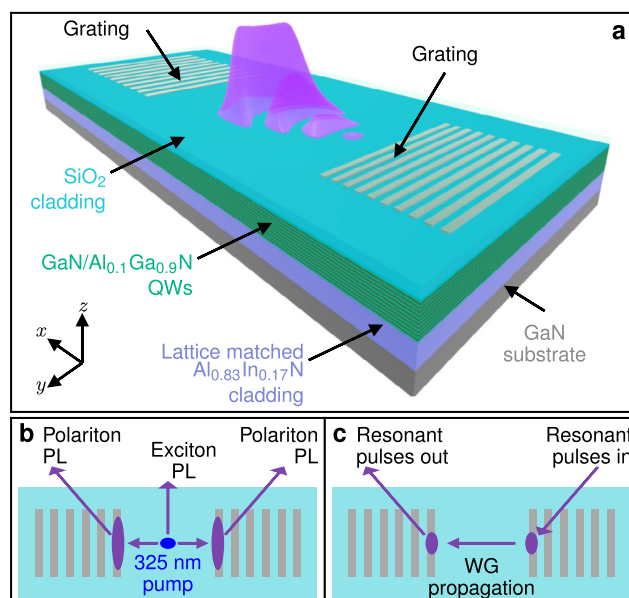 a
Grating
Grating
SiO₂
cladding
GaN/Al₀.₁Ga₀.₉N
QWs
z
x
y
Lattice matched
Al₀.₈₃In₀.₁₇N
cladding
GaN
substrate
b
Polariton
PL
Exciton
PL
Polariton
PL
325 nm
pump
c
Resonant
pulses out
Resonant
pulses in
WG
propagation